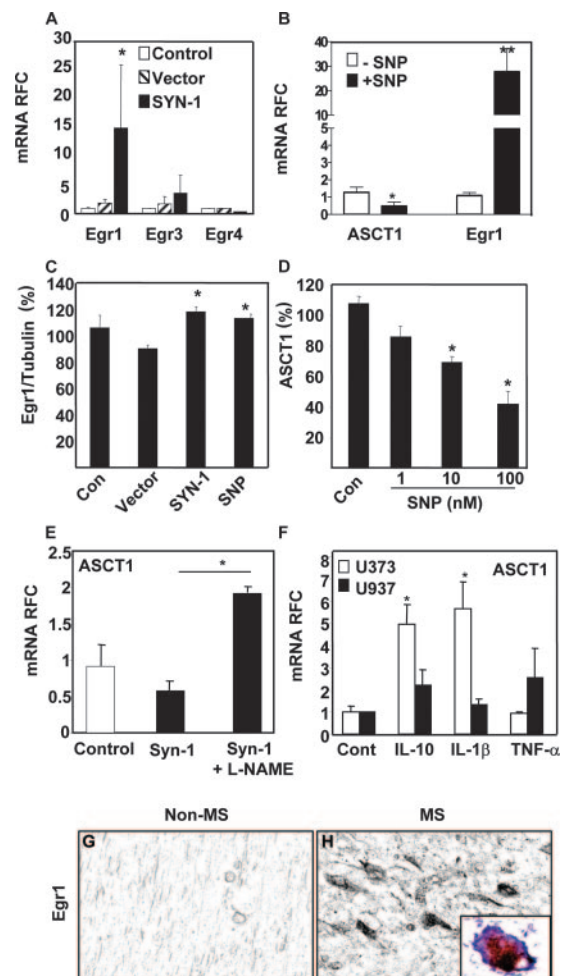 A
mRNA RFC
30
25
20
15
10
5
0
*
Control
Vector
SYN-1
Egr1 Egr3 Egr4
B
mRNA RFC
40
30
20
10
5
4
3
2
1
0
- SNP
+SNP
*
**
ASCT1 Egr1
C
Egr1/Tubulin (%)
140
120
100
80
60
40
20
* *
Con Vector SYN-1 SNP
D
ASCT1 (%)
120
100
80
60
40
20
*
*
Con 1 10 100
SNP (nM)
E
ASCT1
mRNA RFC
2.5
2
1.5
1
0.5
0
*
Control Syn-1 Syn-1
+ L-NAME
F
U373
U937
ASCT1
mRNA RFC
8
7
6
5
4
3
2
1
0
* *
Cont IL-10 IL-1β TNF-α
Non-MS MS
Egr1
G
H